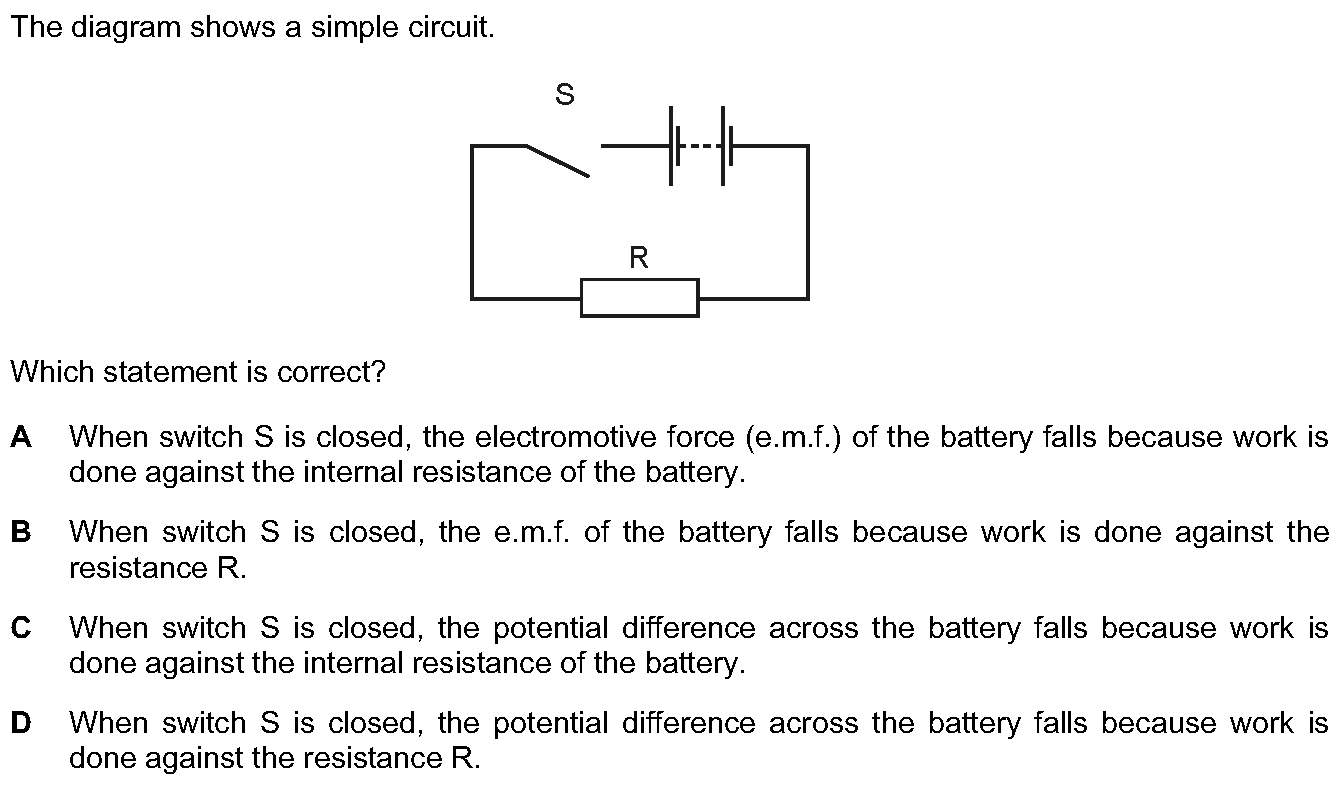 The diagram shows a simple circuit.
S
R
Which statement is correct?
A When switch S is closed, the electromotive force (e.m.f.) of the battery falls because work is
done against the internal resistance of the battery.
B When switch S is closed, the e.m.f. of the battery falls because work is done against the
resistance R.
C When switch S is closed, the potential difference across the battery falls because work is
done against the internal resistance of the battery.
D When switch S is closed, the potential difference across the battery falls because work is
done against the resistance R.